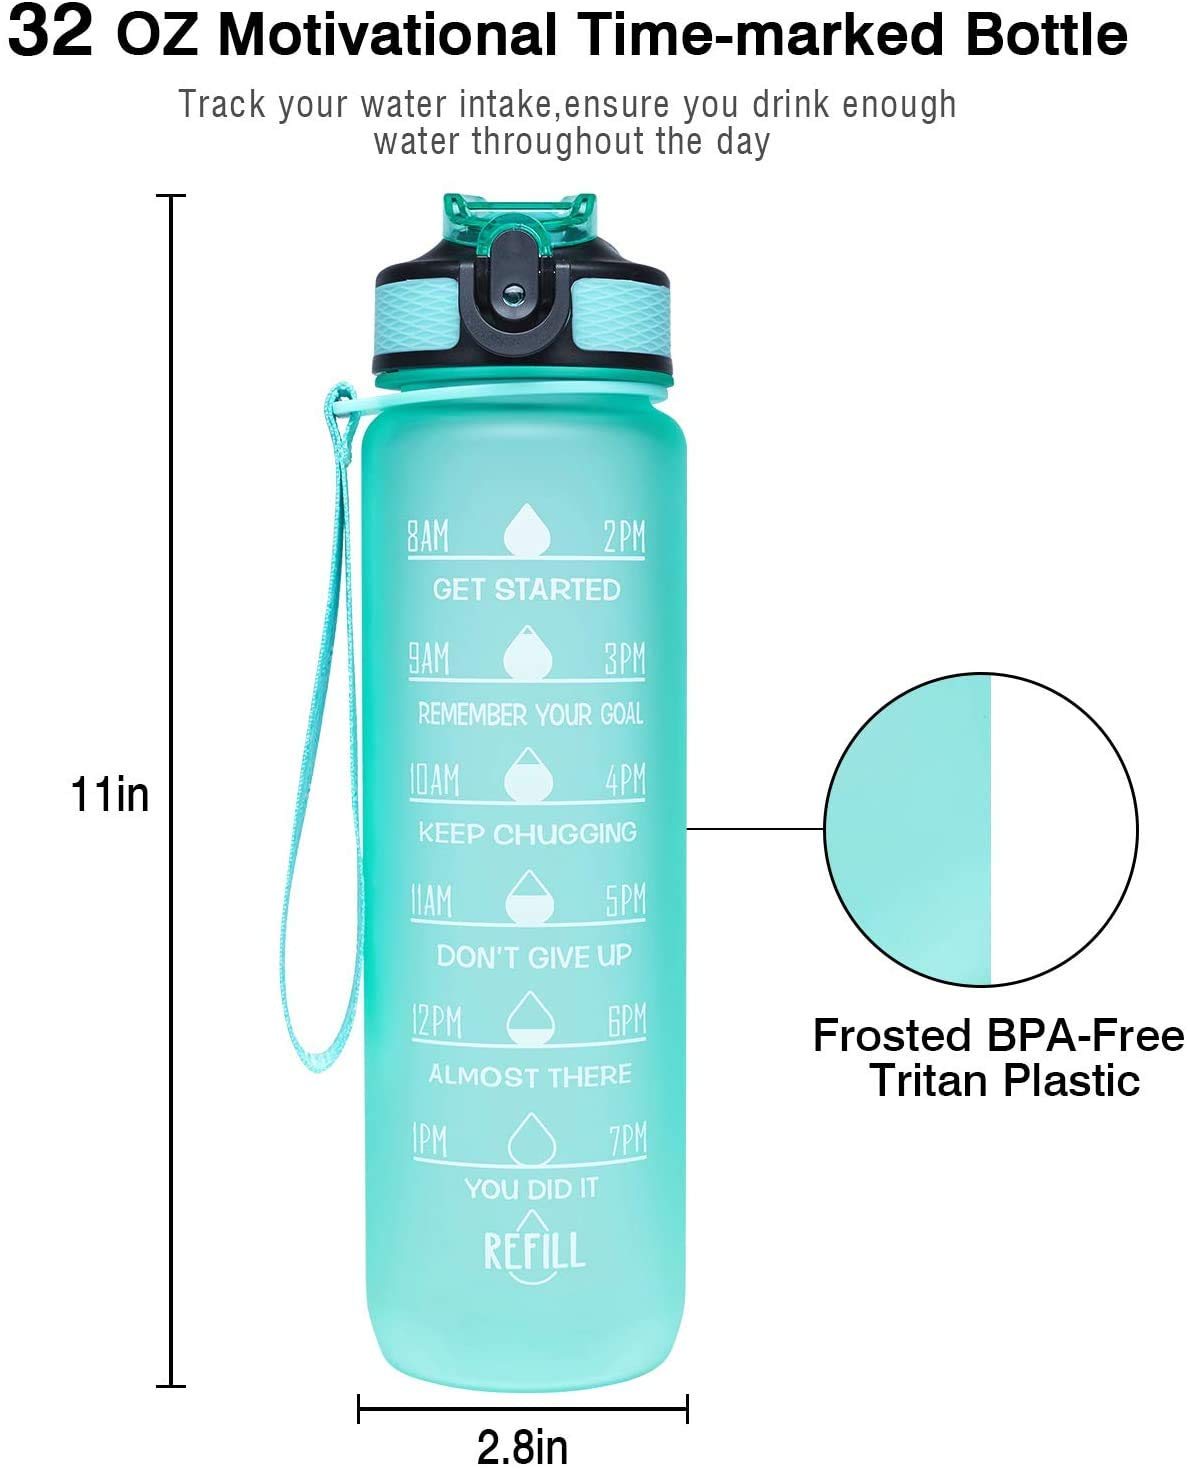 32 OZ Motivational Time-marked Bottle
Track your water intake,ensure you drink enough
water throughout the day
8AM 2PM
GET STARTED
9AM 3PM
REMEMBER YOUR GOAL
10AM 4PM
KEEP CHUGGING
11AM 5PM
DON'T GIVE UP
12PM 6PM
ALMOST THERE
1PM 7PM
YOU DID IT
REFILL
11in
2.8in
Frosted BPA-Free
Tritan Plastic